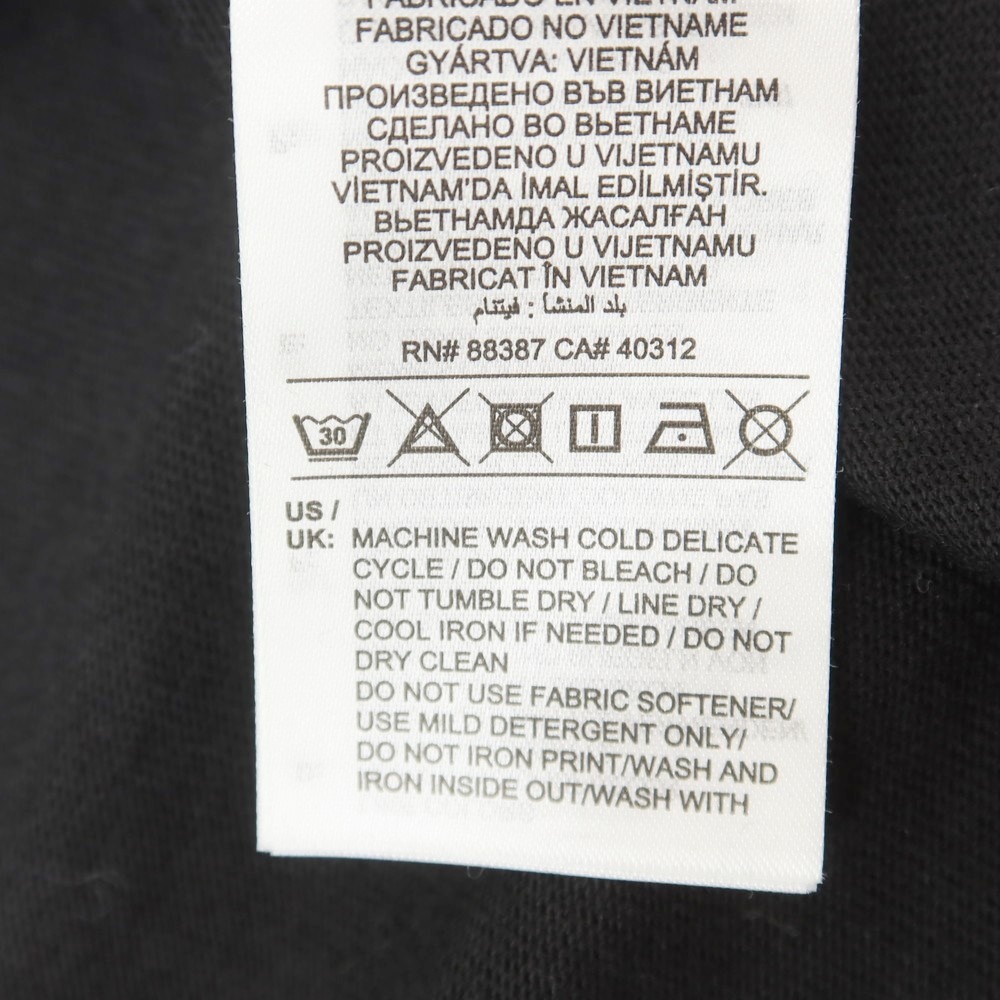 FABRICADO EN VIETNAM
FABRICADO NO VIETNAME
GYÁRTVA: VIETNÁM
ПРОИЗВЕДЕНО ВЪВ ВИЕТНАМ
СДЕЛАНО ВО ВЬЕТНАМЕ
PROIZVEDENO U VIJETNAMU
VİETNAM'DA İMAL EDİLMİŞTİR.
ВЬЕТНАМДА ЖАСАЛҒАН
PROIZVEDENO U VIJETNAMU
FABRICAT ÎN VIETNAM
بلد المنشأ : فيتنام
RN# 88387 CA# 40312
30
US /
UK: MACHINE WASH COLD DELICATE
CYCLE / DO NOT BLEACH / DO
NOT TUMBLE DRY / LINE DRY /
COOL IRON IF NEEDED / DO NOT
DRY CLEAN
DO NOT USE FABRIC SOFTENER/
USE MILD DETERGENT ONLY/
DO NOT IRON PRINT/WASH AND
IRON INSIDE OUT/WASH WITH